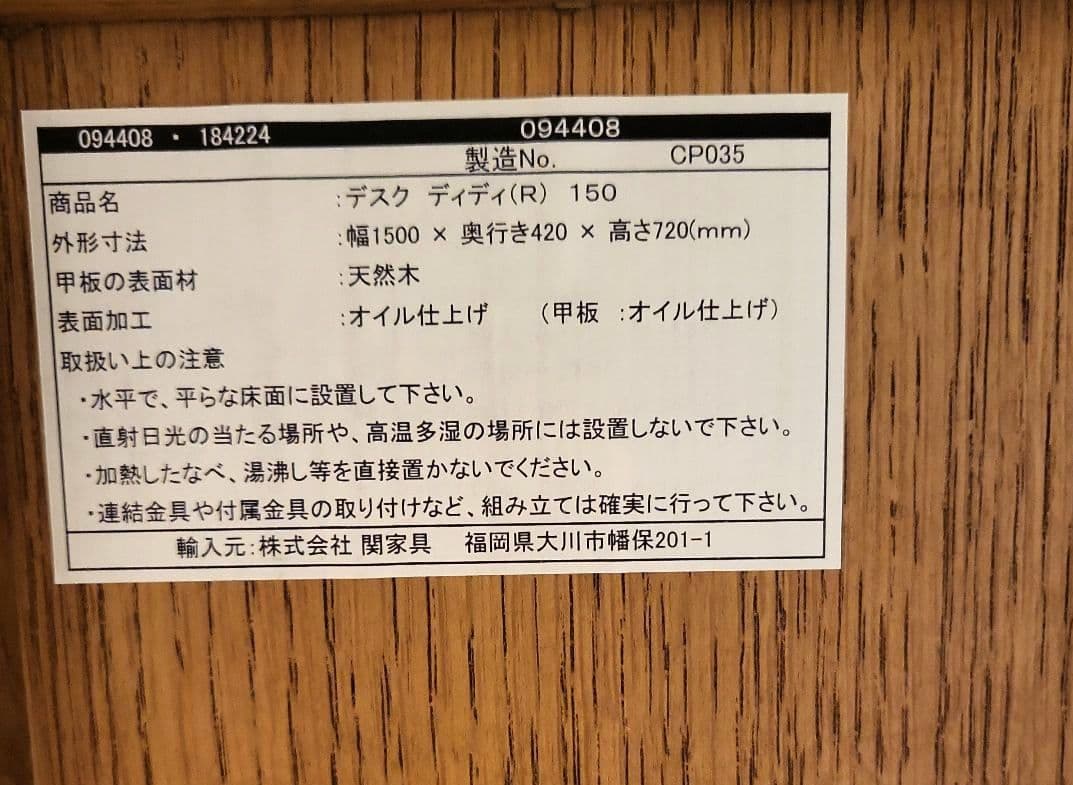 094408 ・ 184224 094408
製造No. CP035
商品名 :デスク ディディ(R) 150
外形寸法 :幅1500 × 奥行き420 × 高さ720(mm)
甲板の表面材 :天然木
表面加工 :オイル仕上げ (甲板 :オイル仕上げ)
取扱い上の注意
・水平で、平らな床面に設置して下さい。
・直射日光の当たる場所や、高温多湿の場所には設置しないで下さい。
・加熱したなべ、湯沸し等を直接置かないでください。
・連結金具や付属金具の取り付けなど、組み立ては確実に行って下さい。
輸入元:株式会社 関家具 福岡県大川市幡保201-1